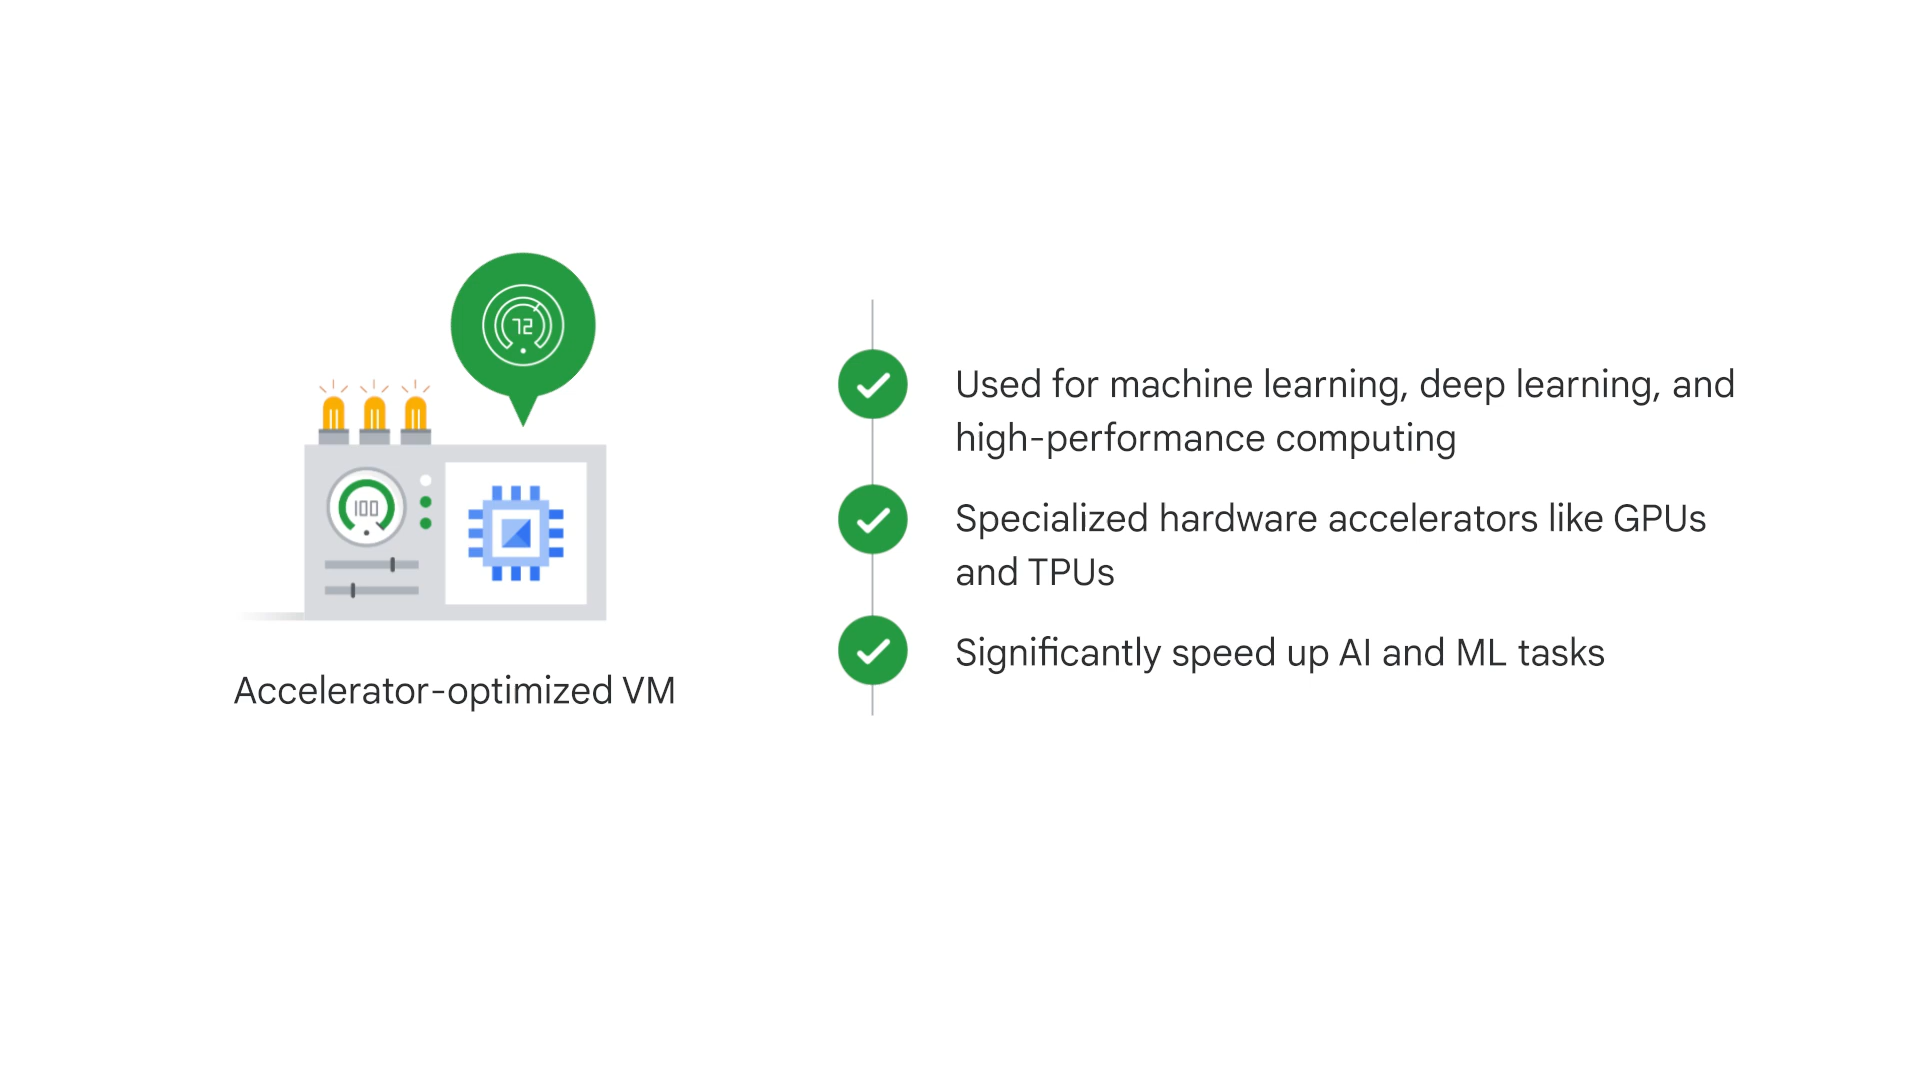 72
100
Accelerator-optimized VM
Used for machine learning, deep learning, and
high-performance computing
Specialized hardware accelerators like GPUs
and TPUs
Significantly speed up AI and ML tasks